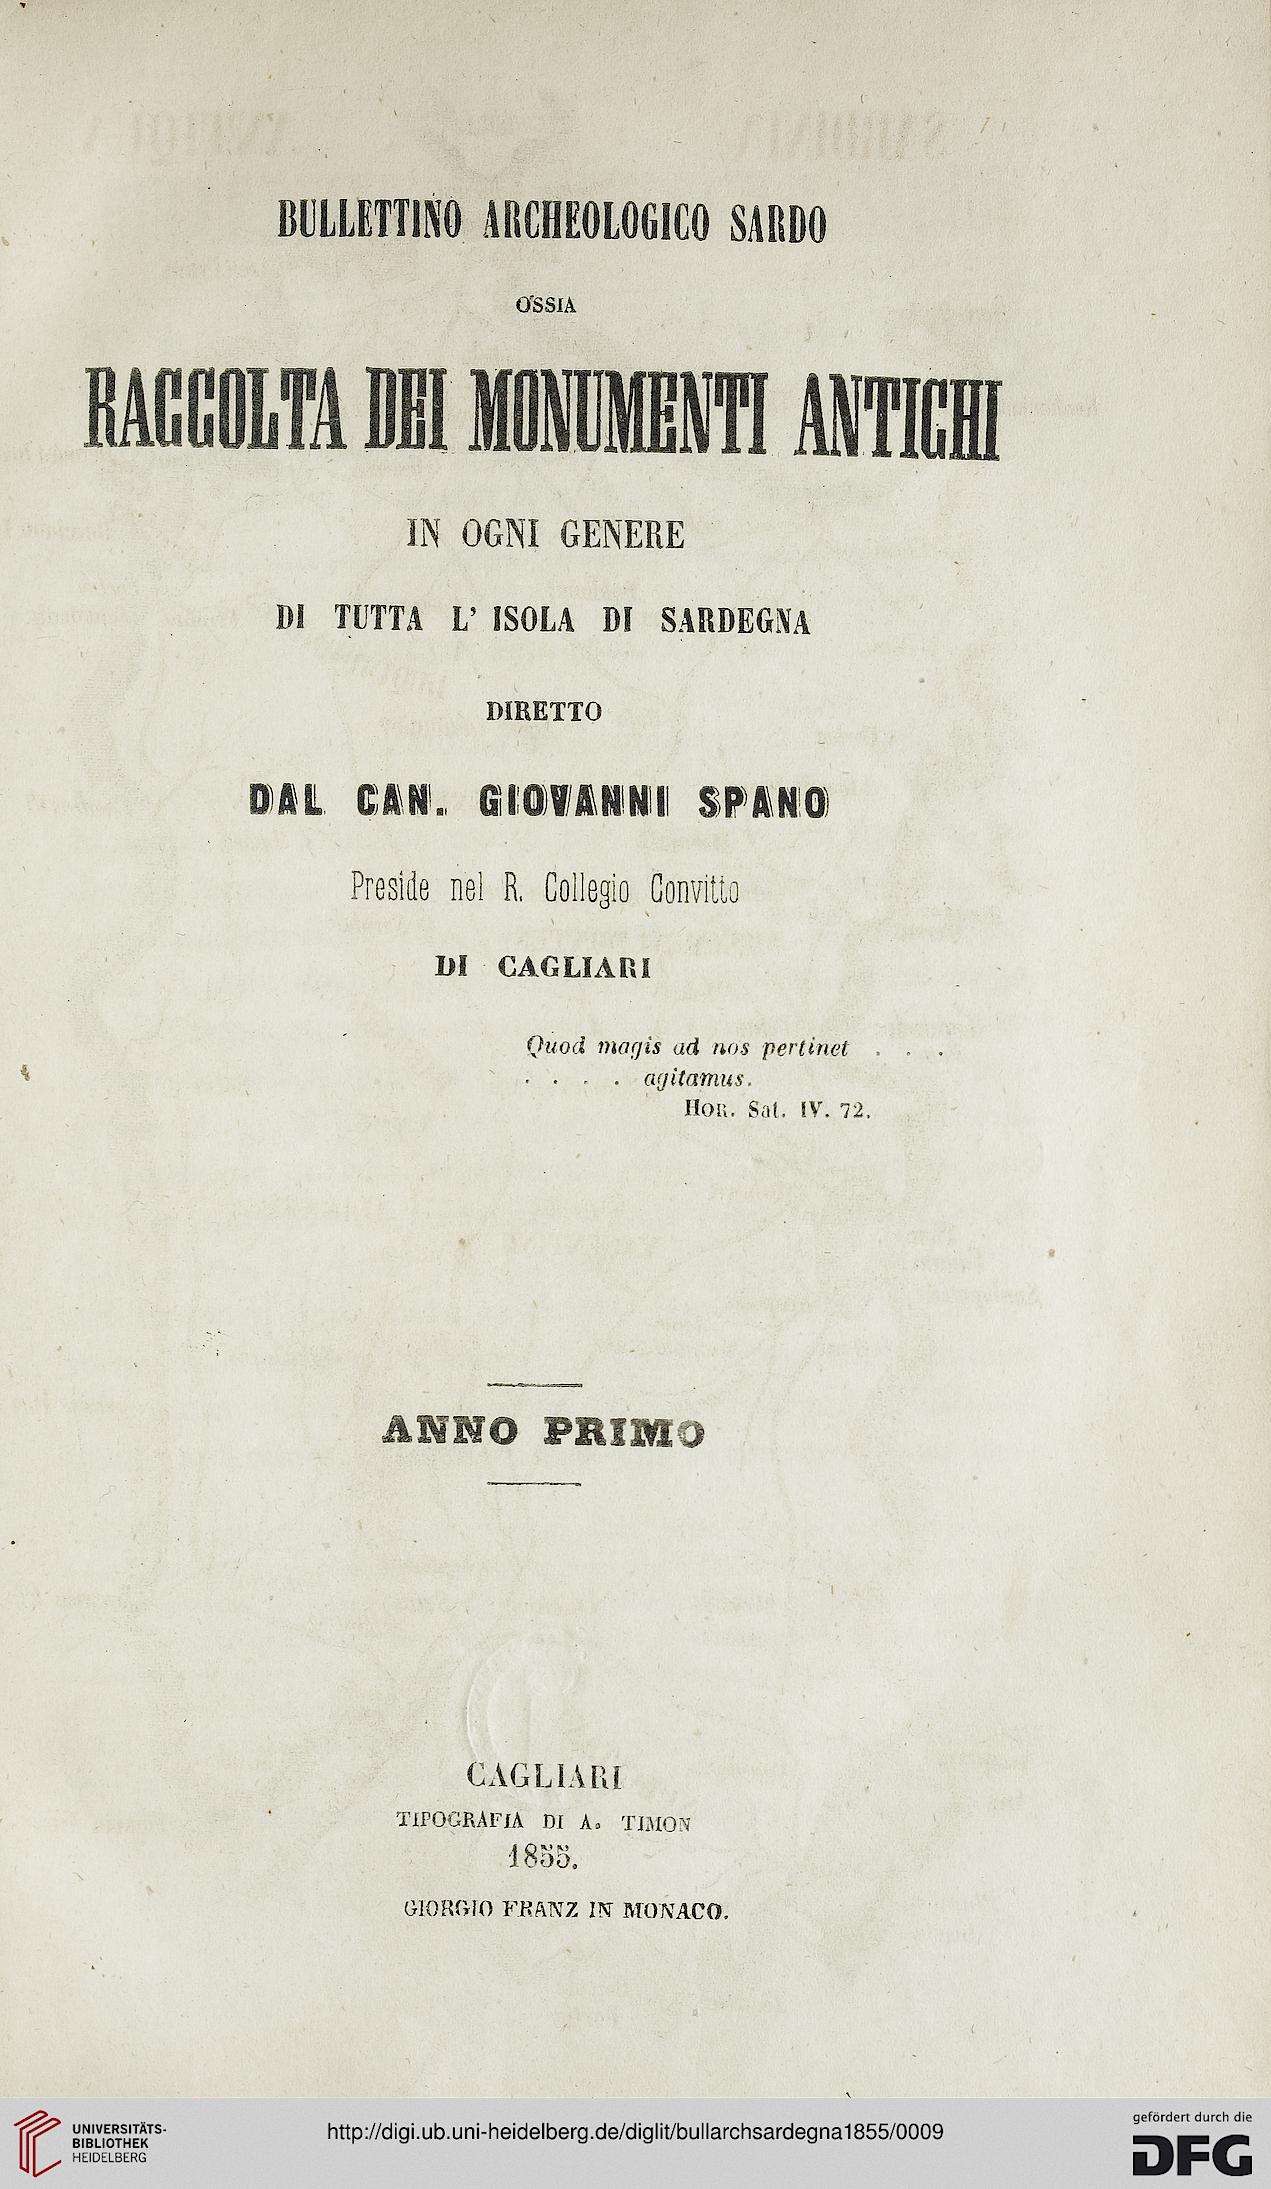 BULLETTINO ARCHEOLOGICO SARDO
OSSIA
RACCOLTA DEI MONUMENTI ANTICHI
IN OGNI GENERE
DI TUTTA L' ISOLA DI SARDEGNA
DIRETTO
DAL CAN. GIOVANNI SPANO
Preside nel R. Collegio Convitto
DI CAGLIARI
Quod magis ad nos pertinet . . .
. . . . agitamus.
HOR. Sat. IV. 72.
ANNO PRIMO
CAGLIARI
TIPOGRAFIA DI A. TIMON
1855.
GIORGIO FRANZ IN MONACO.
UNIVERSITÄTS-
BIBLIOTHEK
HEIDELBERG
http://digi.ub.uni-heidelberg.de/diglit/bullarchsardegna1855/0009
gefördert durch die
DFG